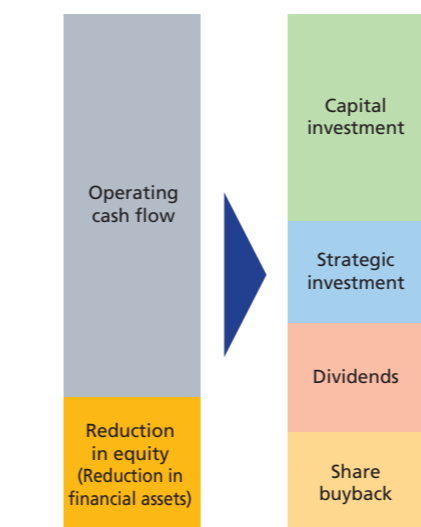 Operating
cash flow
Reduction
in equity
(Reduction in
financial assets)
Capital
investment
Strategic
investment
Dividends
Share
buyback